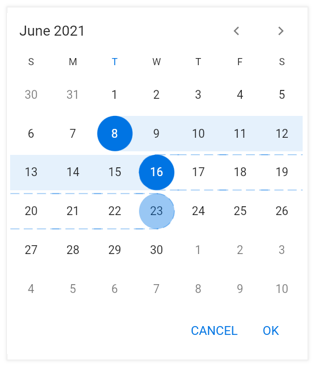 June 2021
S M T W T F S
30 31 1 2 3 4 5
6 7 8 9 10 11 12
13 14 15 16 17 18 19
20 21 22 23 24 25 26
27 28 29 30 1 2 3
4 5 6 7 8 9 10
CANCEL OK